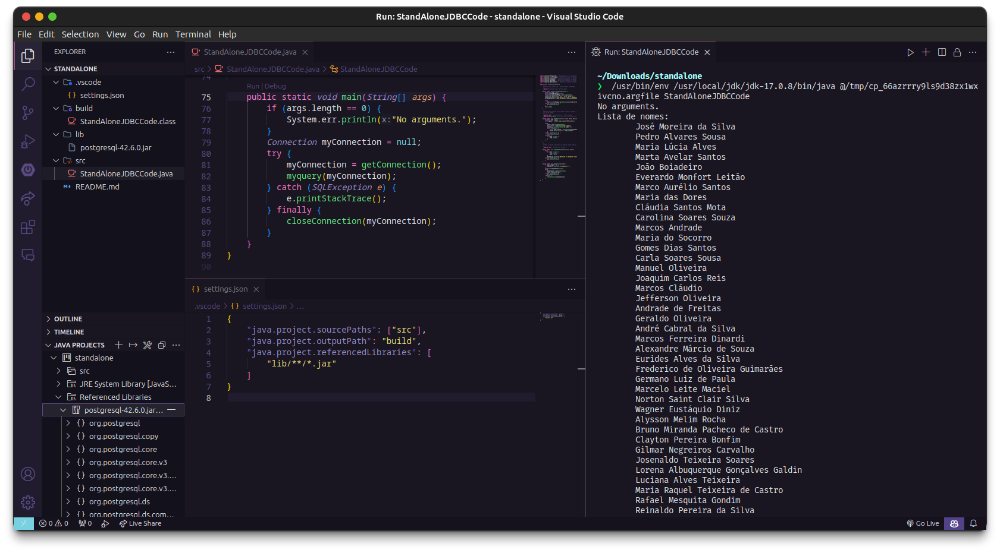 Run: StandAloneJDBCCode - standalone - Visual Studio Code
File Edit Selection View Go Run Terminal Help
EXPLORER
STANDALONE
.vscode
{} settings.json
build
StandAloneJDBCCode.class
lib
postgresql-42.6.0.jar
src
StandAloneJDBCCode.java
README.md
OUTLINE
TIMELINE
JAVA PROJECTS
standalone
src
JRE System Library [JavaS...
Referenced Libraries
postgresql-42.6.0.jar...
{} org.postgresql
{} org.postgresql.copy
{} org.postgresql.core
{} org.postgresql.core.v3
{} org.postgresql.core.v3....
{} org.postgresql.core.v3....
{} org.postgresql.ds
{} org.postgresql.ds.com...
StandAloneJDBCCode.java
src > StandAloneJDBCCode.java > StandAloneJDBCCode
74
Run | Debug
75 public static void main(String[] args) {
76 if (args.length == 0) {
77 System.err.println(x:"No arguments.");
78 }
79 Connection myConnection = null;
80 try {
81 myConnection = getConnection();
82 myquery(myConnection);
83 } catch (SQLException e) {
84 e.printStackTrace();
85 } finally {
86 closeConnection(myConnection);
87 }
88 }
89 }
90
{} settings.json
.vscode > {} settings.json > ...
1 {
2 "java.project.sourcePaths": ["src"],
3 "java.project.outputPath": "build",
4 "java.project.referencedLibraries": [
5 "lib/**/*.jar"
6 ]
7 }
8
Run: StandAloneJDBCCode
~/Downloads/standalone
❯ /usr/bin/env /usr/local/jdk/jdk-17.0.8/bin/java @/tmp/cp_66azrrry9ls9d38zx1wx
ivcno.argfile StandAloneJDBCCode
No arguments.
Lista de nomes:
José Moreira da Silva
Pedro Alvares Sousa
Maria Lúcia Alves
Marta Avelar Santos
João Boiadeiro
Everardo Monfort Leitão
Marco Aurélio Santos
Maria das Dores
Cláudia Santos Mota
Carolina Soares Souza
Marcos Andrade
Maria do Socorro
Gomes Dias Santos
Carla Soares Sousa
Manuel Oliveira
Joaquim Carlos Reis
Marcos Cláudio
Jefferson Oliveira
Andrade de Freitas
Geraldo Oliveira
André Cabral da Silva
Marcos Ferreira Dinardi
Alexandre Márcio de Souza
Eurides Alves da Silva
Frederico de Oliveira Guimarães
Germano Luiz de Paula
Marcelo Leite Maciel
Norton Saint Clair Silva
Wagner Eustáquio Diniz
Alysson Melim Rocha
Bruno Miranda Pacheco de Castro
Clayton Pereira Bonfim
Gilmar Negreiros Carvalho
Josenaldo Teixeira Soares
Lorena Albuquerque Gonçalves Galdin
Luciana Alves Teixeira
Maria Raquel Teixeira de Castro
Rafael Mesquita Gondim
Reinaldo Pereira da Silva
0 0 0 Live Share Go Live